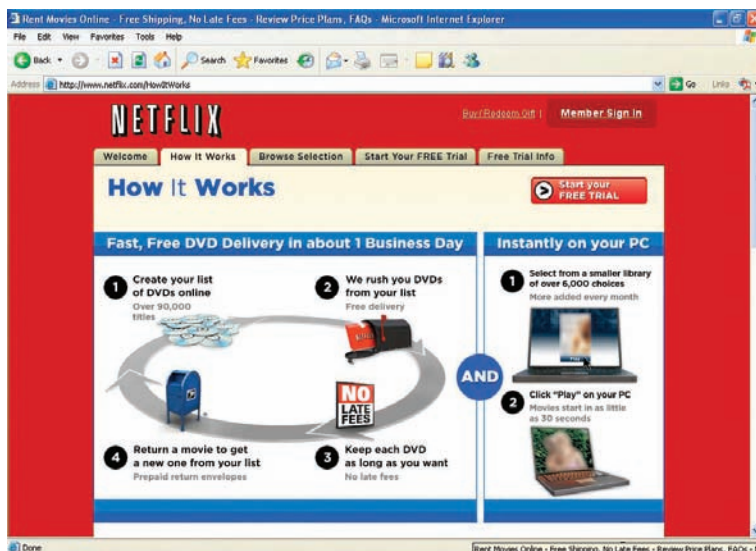 Rent Movies Online - Free Shipping, No Late Fees - Review Price Plans, FAQs - Microsoft Internet Explorer
File Edit View Favorites Tools Help
Back Search Favorites
Address http://www.netflix.com/HowItWorks Go Links
NETFLIX
Buy/Redeem Gift | Member Sign In
Welcome How It Works Browse Selection Start Your FREE Trial Free Trial Info
How It Works
Start your
FREE TRIAL
Fast, Free DVD Delivery in about 1 Business Day
1 Create your list
of DVDs online
Over 90,000
titles
2 We rush you DVDs
from your list
Free delivery
NO
LATE
FEES
4 Return a movie to get
a new one from your list
Prepaid return envelopes
3 Keep each DVD
as long as you want
No late fees
AND
Instantly on your PC
1 Select from a smaller library
of over 6,000 choices
More added every month
2 Click “Play” on your PC
Movies start in as little
as 30 seconds
Done
Rent Movies Online - Free Shipping, No Late Fees - Review Price Plans, FAQs -